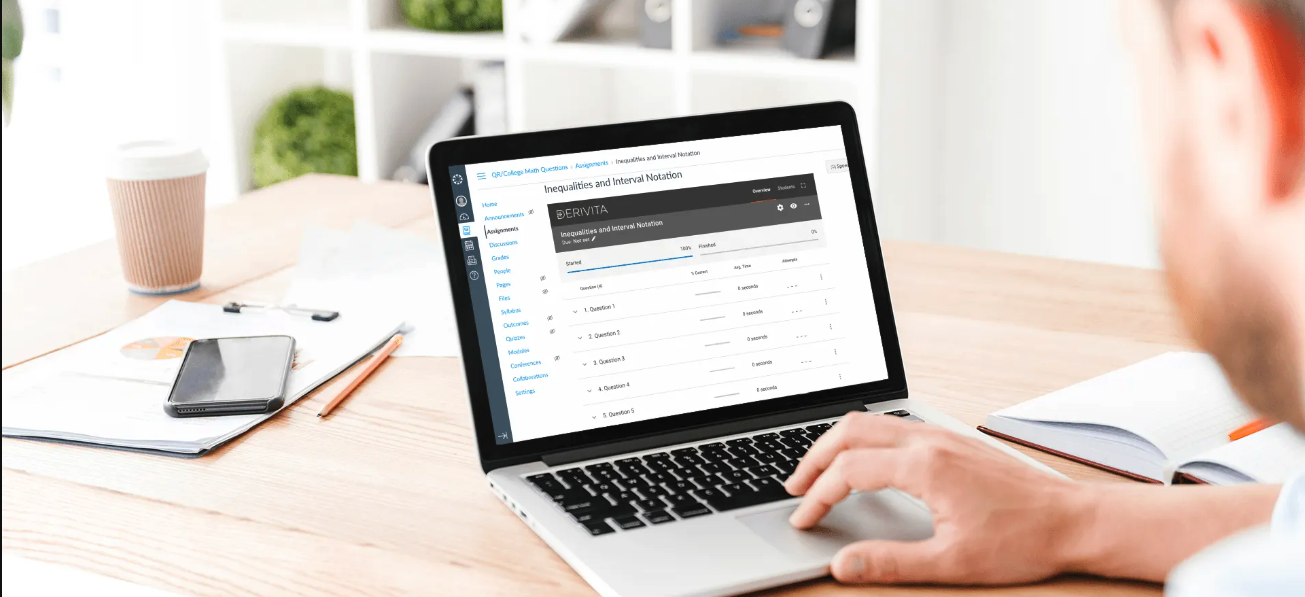 QR/College Math Questions > Assignments > Inequalities and Interval Notation
Inequalities and Interval Notation
Home
Announcements
Assignments
Discussions
Grades
People
Pages
Files
Syllabus
Outcomes
Quizzes
Modules
Conferences
Collaborations
Settings
DERIVITA
Overview Students
Inequalities and Interval Notation
Due: Not set
Started 100% Finished 0%
% Correct Avg. Time Attempts
1. Question 1 0 seconds ---
2. Question 2 0 seconds ---
3. Question 3 0 seconds ---
4. Question 4 0 seconds ---
5. Question 5 0 seconds